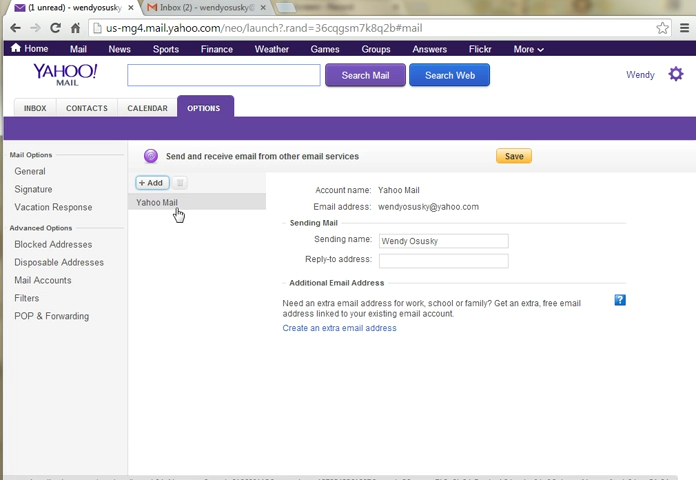 (1 unread) - wendyosusky
Inbox (2) - wendyosusky@
us-mg4.mail.yahoo.com/neo/launch?.rand=36cqgsm7k8q2b#mail
Home Mail News Sports Finance Weather Games Groups Answers Flickr More
YAHOO!
MAIL
Search Mail
Search Web
Wendy
INBOX CONTACTS CALENDAR OPTIONS
Mail Options
General
Signature
Vacation Response
Advanced Options
Blocked Addresses
Disposable Addresses
Mail Accounts
Filters
POP & Forwarding
Send and receive email from other email services
Save
+ Add
Yahoo Mail
Account name: Yahoo Mail
Email address: wendyosusky@yahoo.com
Sending Mail
Sending name: Wendy Osusky
Reply-to address:
Additional Email Address
Need an extra email address for work, school or family? Get an extra, free email
address linked to your existing email account.
?
Create an extra email address